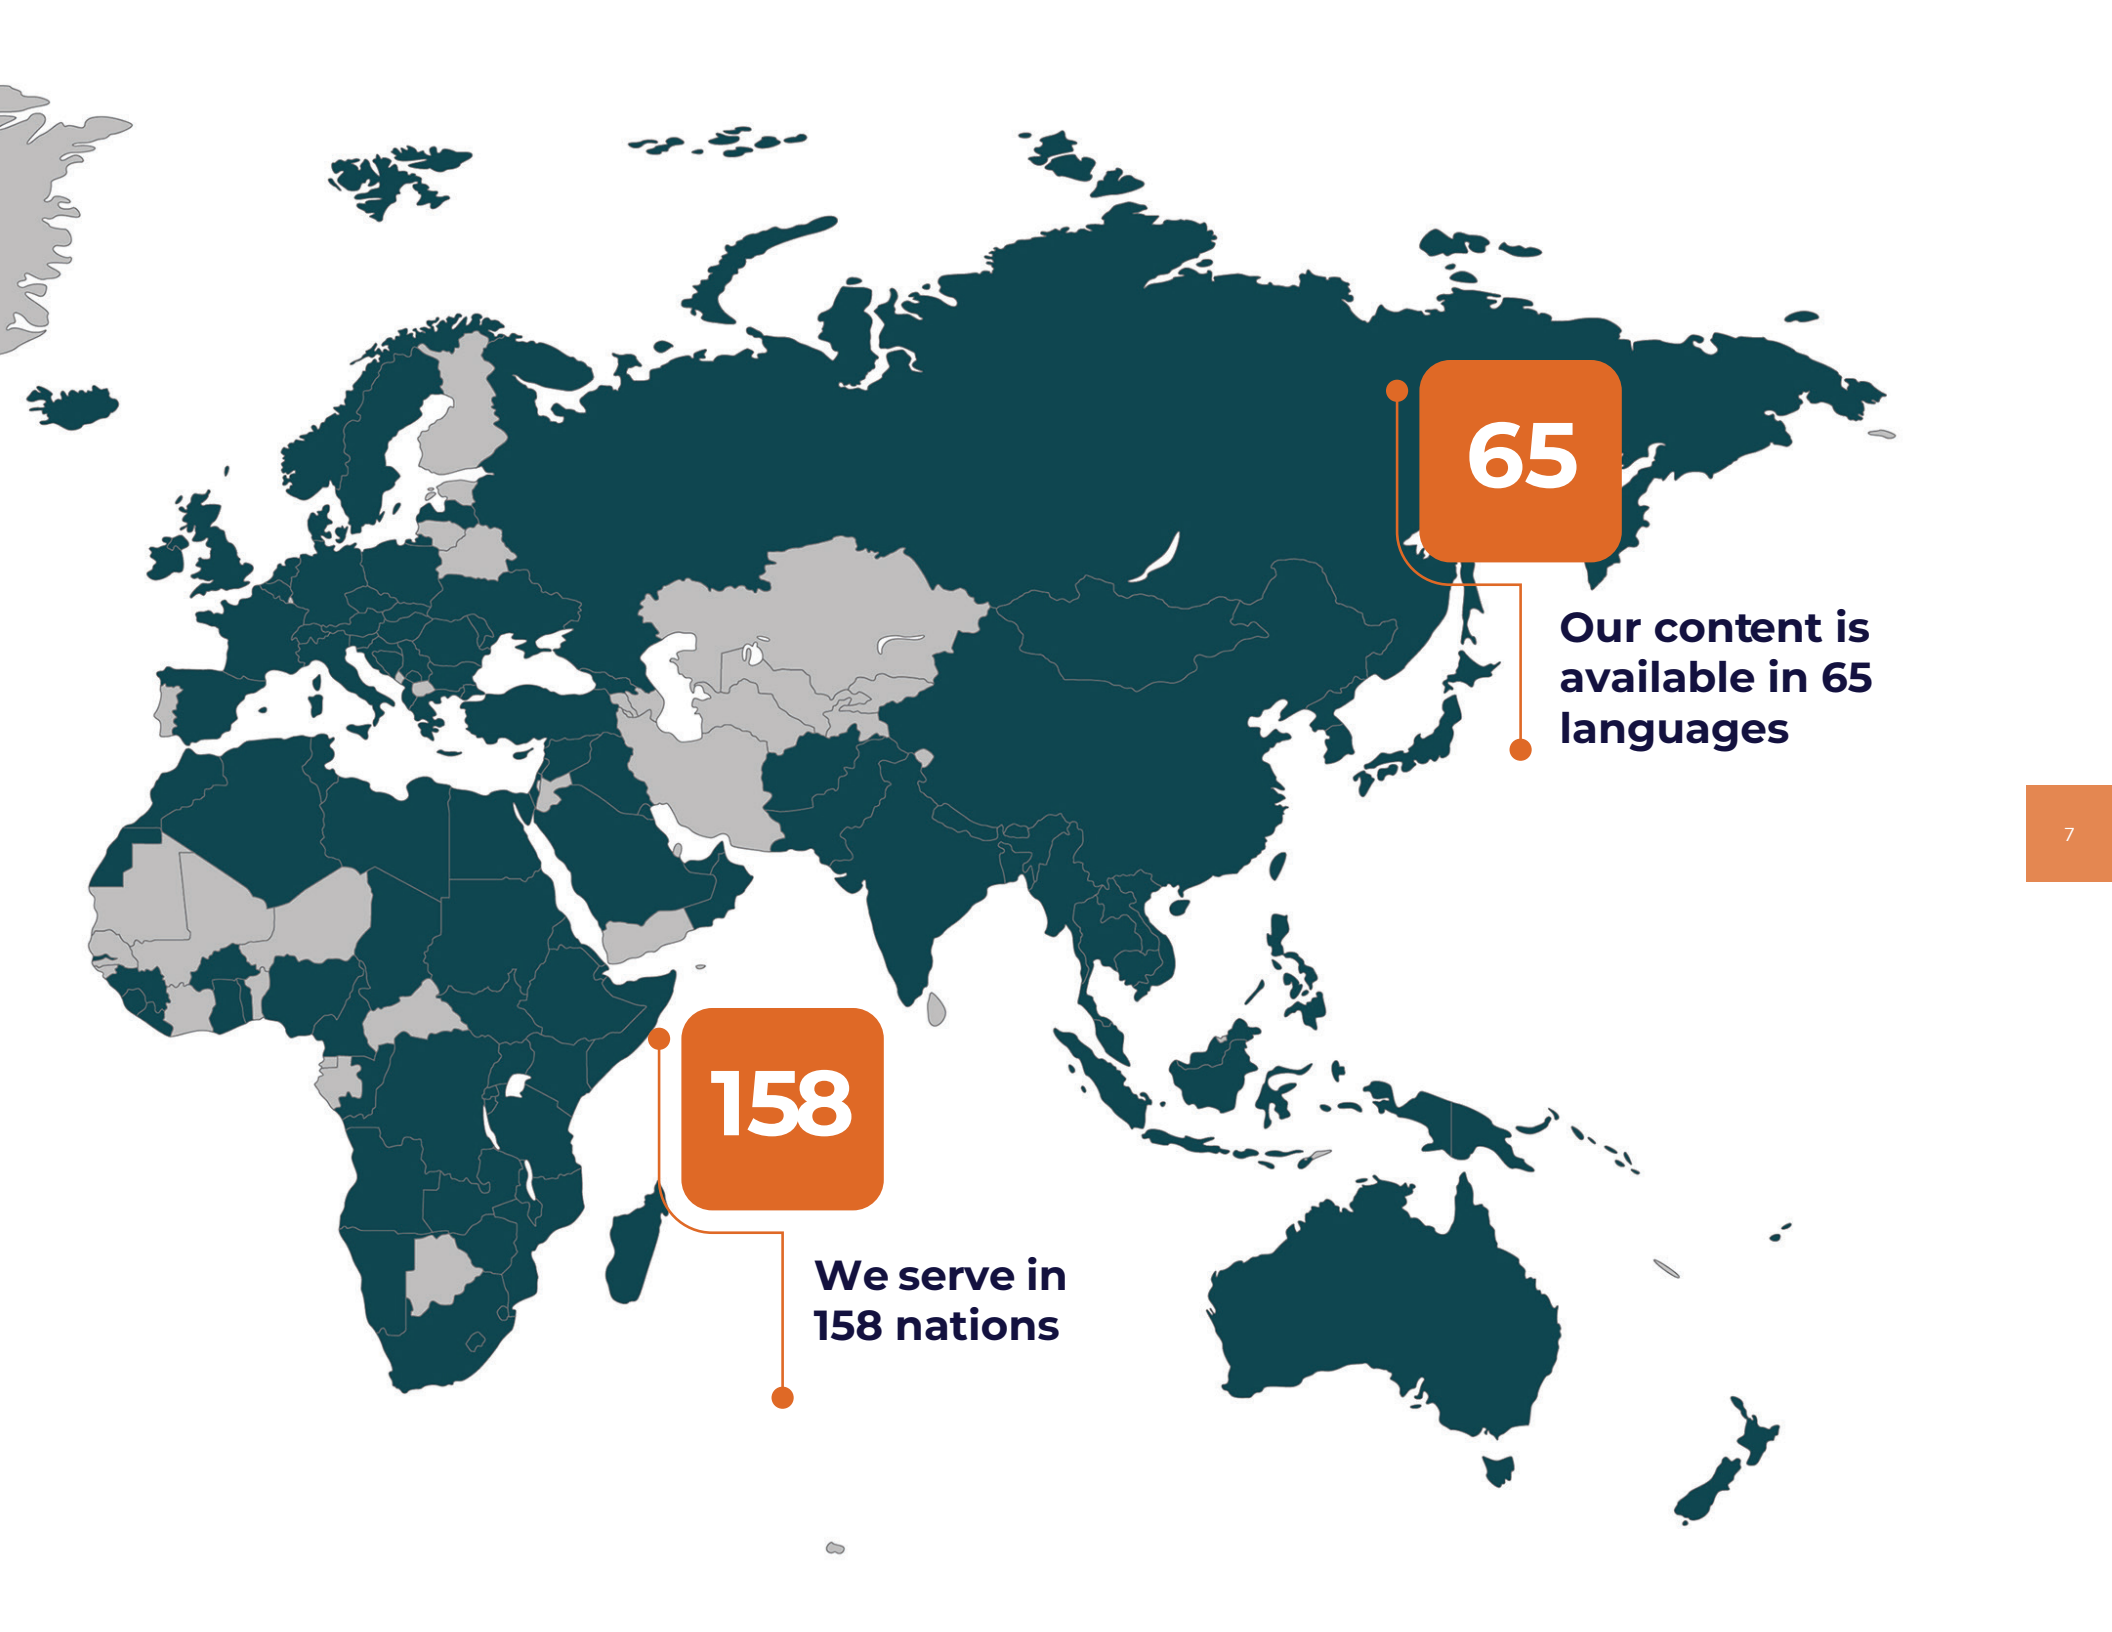 65
Our content is
available in 65
languages
7
158
We serve in
158 nations